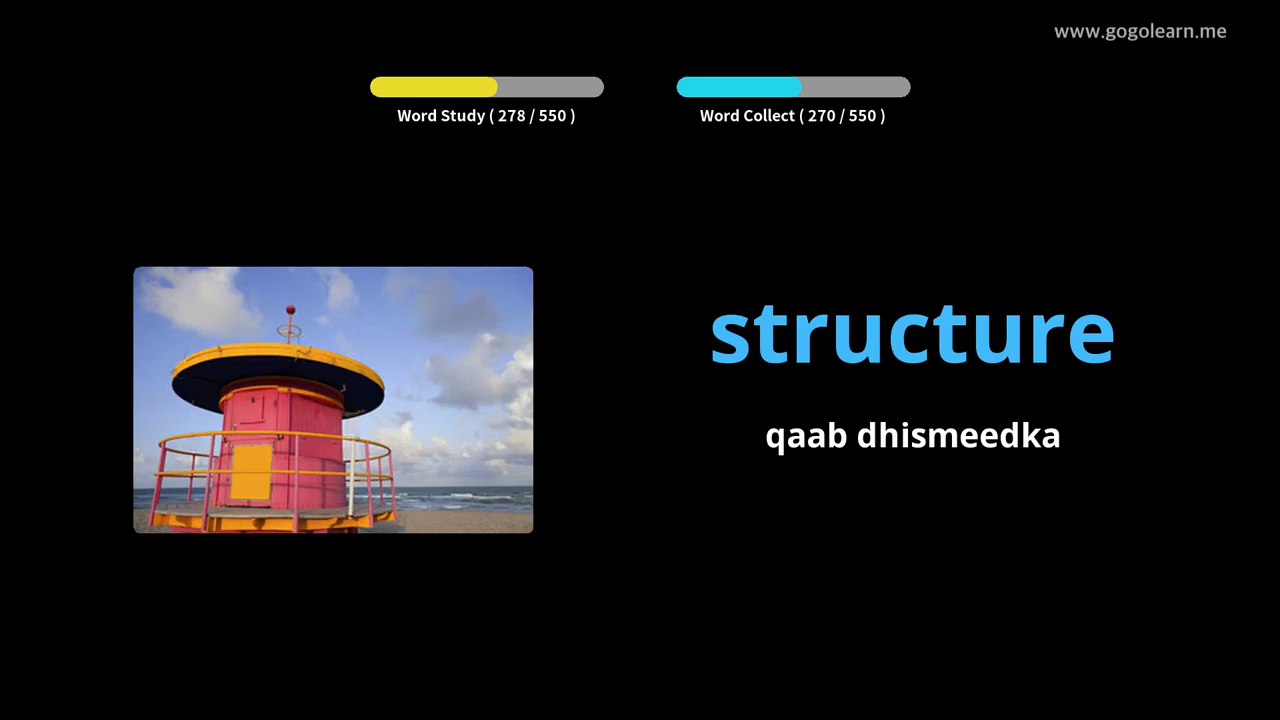 www.gogolearn.me
Word Study ( 278 / 550 )
Word Collect ( 270 / 550 )
structure
qaab dhismeedka